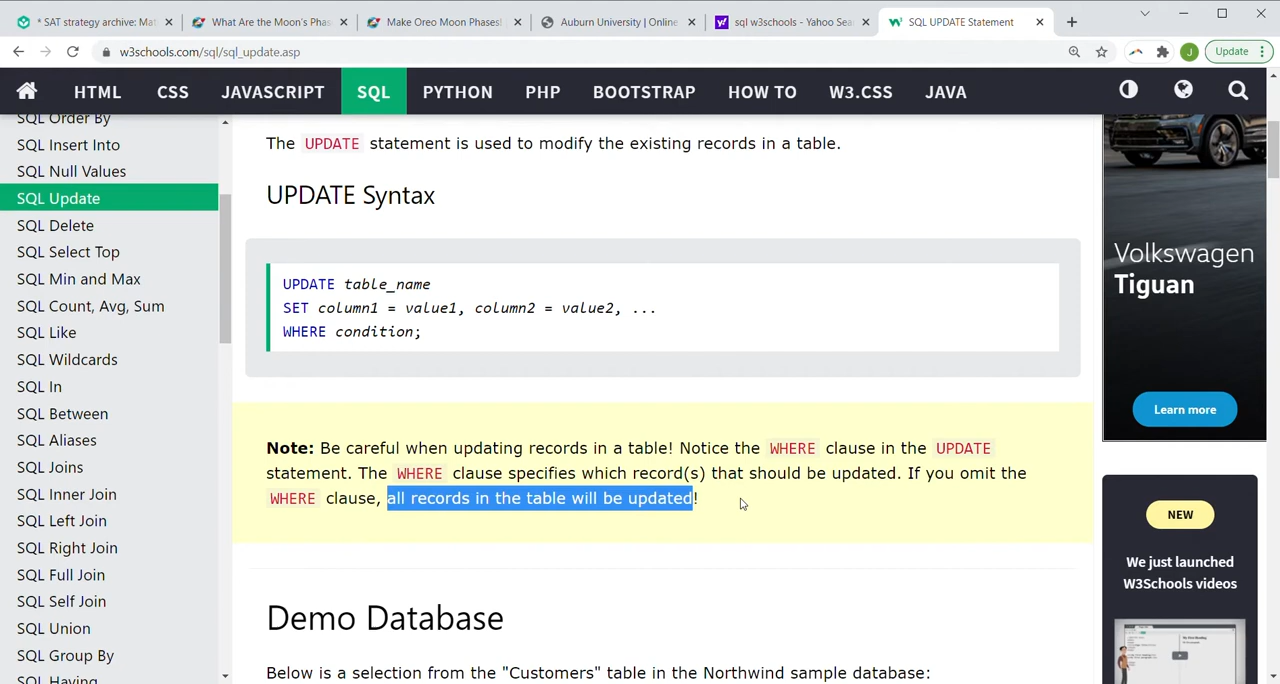 * SAT strategy archive: Mat
What Are the Moon's Phas
Make Oreo Moon Phases!
Auburn University | Online
sql w3schools - Yahoo Sea
SQL UPDATE Statement
w3schools.com/sql/sql_update.asp
J
Update
HTML CSS JAVASCRIPT SQL PYTHON PHP BOOTSTRAP HOW TO W3.CSS JAVA
SQL Order By
SQL Insert Into
SQL Null Values
SQL Update
SQL Delete
SQL Select Top
SQL Min and Max
SQL Count, Avg, Sum
SQL Like
SQL Wildcards
SQL In
SQL Between
SQL Aliases
SQL Joins
SQL Inner Join
SQL Left Join
SQL Right Join
SQL Full Join
SQL Self Join
SQL Union
SQL Group By
SQL Having
The UPDATE statement is used to modify the existing records in a table.
UPDATE Syntax
UPDATE table_name
SET column1 = value1, column2 = value2, ...
WHERE condition;
Note: Be careful when updating records in a table! Notice the WHERE clause in the UPDATE
statement. The WHERE clause specifies which record(s) that should be updated. If you omit the
WHERE clause, all records in the table will be updated!
Demo Database
Below is a selection from the "Customers" table in the Northwind sample database:
Volkswagen
Tiguan
Learn more
NEW
We just launched
W3Schools videos